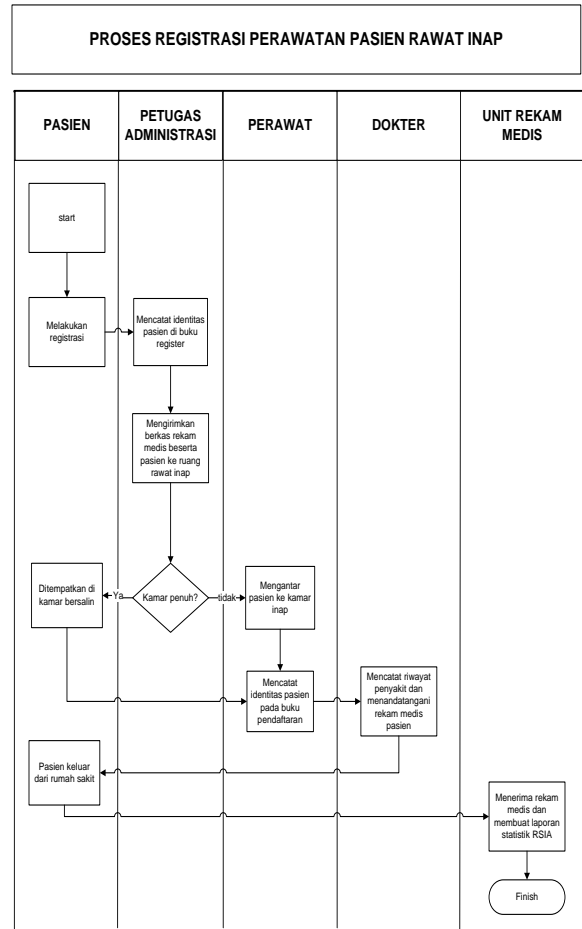 PROSES REGISTRASI PERAWATAN PASIEN RAWAT INAP
PASIEN
PETUGAS
ADMINISTRASI
PERAWAT
DOKTER
UNIT REKAM
MEDIS
start
Melakukan
registrasi
Mencatat identitas
pasien di buku
register
Mengirimkan
berkas rekam
medis beserta
pasien ke ruang
rawat inap
Ditempatkan di
kamar bersalin
Ya
Kamar penuh?
tidak
Mengantar
pasien ke kamar
inap
Mencatat
identitas pasien
pada buku
pendaftaran
Mencatat riwayat
penyakit dan
menandatangani
rekam medis
pasien
Pasien keluar
dari rumah sakit
Menerima rekam
medis dan
membuat laporan
statistik RSIA
Finish